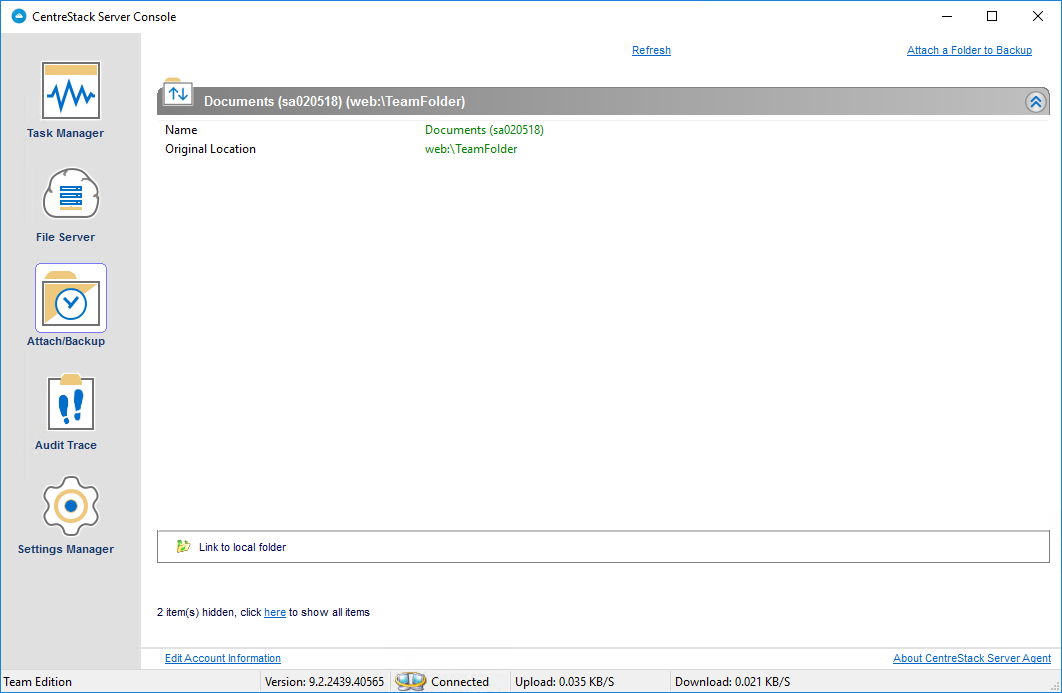 CentreStack Server Console
Refresh
Attach a Folder to Backup
Task Manager
File Server
Attach/Backup
Audit Trace
Settings Manager
Documents (sa020518) (web:\TeamFolder)
Name Documents (sa020518)
Original Location web:\TeamFolder
Link to local folder
2 item(s) hidden, click here to show all items
Edit Account Information
About CentreStack Server Agent
Team Edition
Version: 9.2.2439.40565
Connected
Upload: 0.035 KB/S
Download: 0.021 KB/S